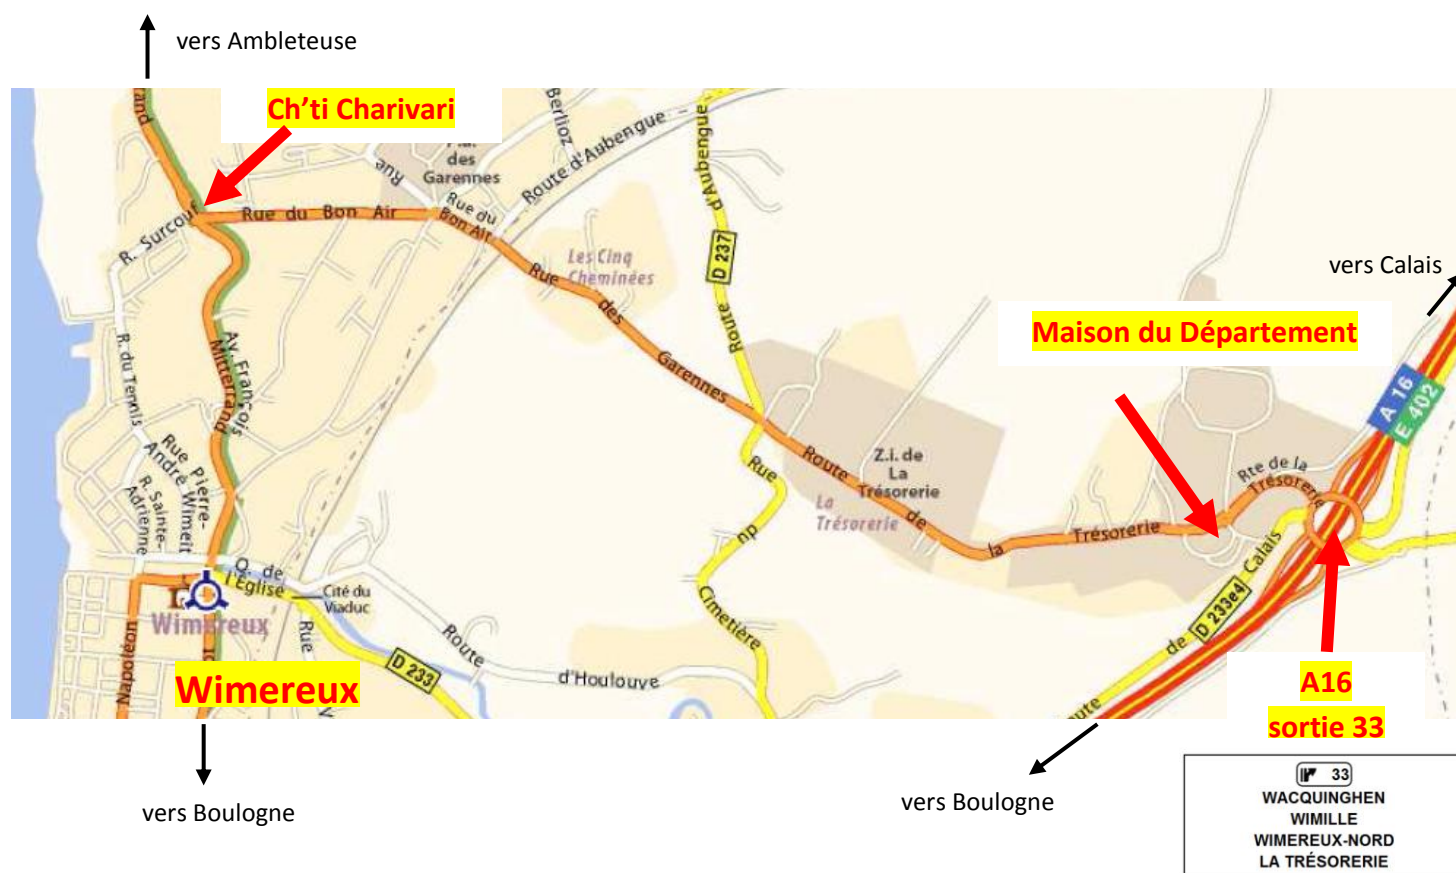 vers Ambleteuse
Ch'ti Charivari
Berlioz
Route d'Aubengue
Rue
des
Garennes
Rue du Bon Air
Rue du
Bon Air
R. Surcouf
Les Cinq
Cheminées
D 237
Route d'Aubengue
vers Calais
Maison du Département
A 16
E 402
Rue des Garennes
R. du Tennis
Av. François
Mitterrand
Rue Pierre-
André Wimeit
R. Sainte-
Adrienne
Route de la Trésorerie
Z.i. de
La
Trésorerie
La
Trésorerie
Rte de la
Trésorerie
Rue du Cimetière
Q. de
l'Église
Cité du
Viaduc
Wimereux
Napoléon
Rue
D 233
Route d'Houlouve
D 233e4
de Calais
Wimereux
A16
sortie 33
vers Boulogne
vers Boulogne
33
WACQUINGHEN
WIMILLE
WIMEREUX-NORD
LA TRÉSORERIE